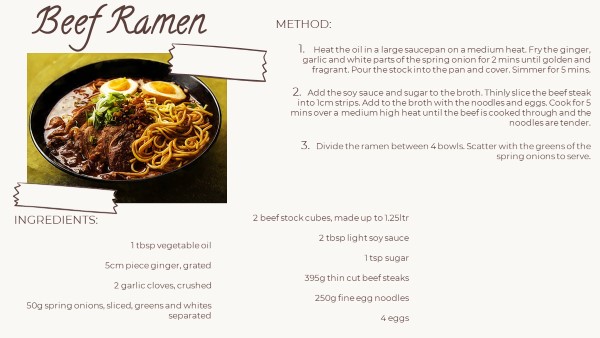 Beef Ramen
METHOD:
1. Heat the oil in a large saucepan on a medium heat. Fry the ginger,
garlic and white parts of the spring onion for 2 mins until golden and
fragrant. Pour the stock into the pan and cover. Simmer for 5 mins.
2. Add the soy sauce and sugar to the broth. Thinly slice the beef steak
into 1cm strips. Add to the broth with the noodles and eggs. Cook for 5
mins over a medium high heat until the beef is cooked through and the
noodles are tender.
3. Divide the ramen between 4 bowls. Scatter with the greens of the
spring onions to serve.
INGREDIENTS:
1 tbsp vegetable oil
5cm piece ginger, grated
2 garlic cloves, crushed
50g spring onions, sliced, greens and whites
separated
2 beef stock cubes, made up to 1.25ltr
2 tbsp light soy sauce
1 tsp sugar
395g thin cut beef steaks
250g fine egg noodles
4 eggs